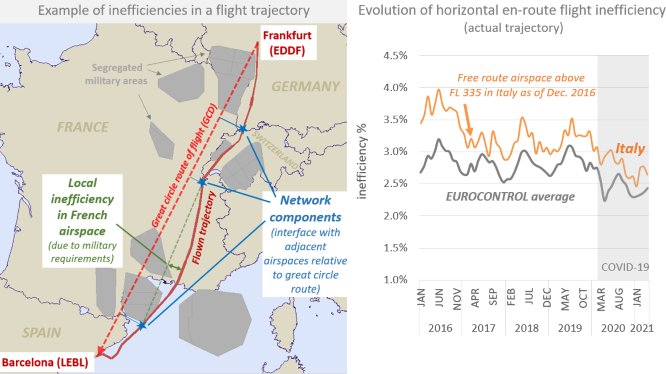 Example of inefficiencies in a flight trajectory
Frankfurt
(EDDF)
Segregated
military areas
GERMANY
FRANCE
SWITZERLAND
Great circle route of flight (GCD)
Flown trajectory
Local
inefficiency
in French
airspace
(due to military
requirements)
Network
components
(interface with
adjacent
airspaces relative
to great circle
route)
SPAIN
Barcelona (LEBL)
Evolution of horizontal en-route flight inefficiency
(actual trajectory)
inefficiency %
4.5%
4.0%
3.5%
3.0%
2.5%
2.0%
1.5%
1.0%
Free route airspace above
FL 335 in Italy as of Dec. 2016
Italy
EUROCONTROL average
COVID-19
JAN JUN NOV APR SEP FEB JUL DEC MAY OCT MAR AUG JAN
2016 2017 2018 2019 2020 2021